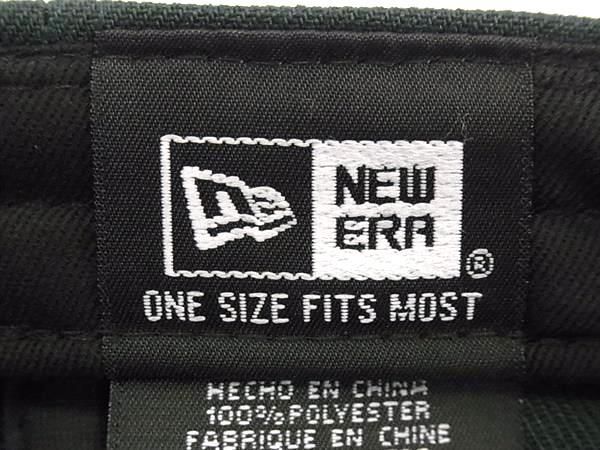 NEW
ERA
®
ONE SIZE FITS MOST
HECHO EN CHINA
100% POLYESTER
FABRIQUE EN CHINE